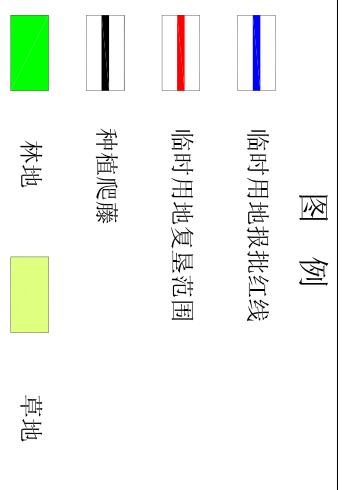 图 例
临时用地报批红线
临时用地复垦范围
种植爬藤
林地
草地